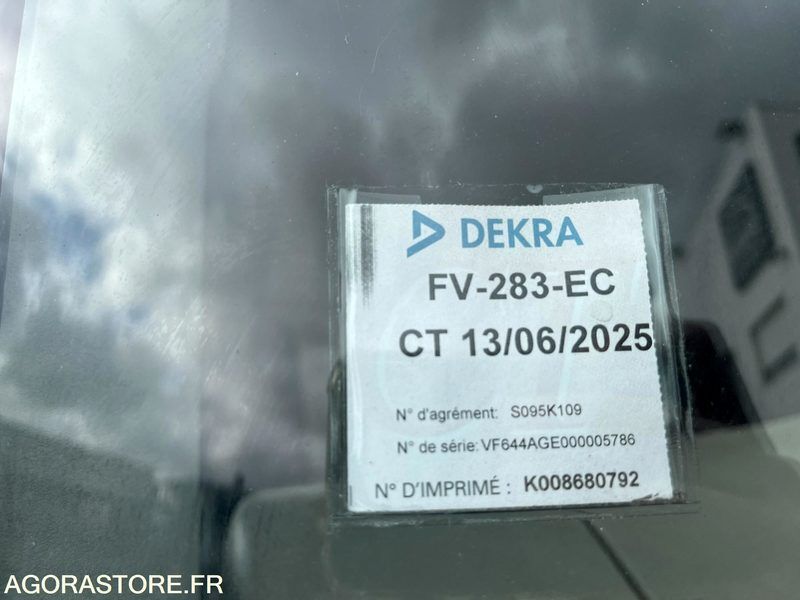 DEKRA
FV-283-EC
CT 13/06/2025
N° d'agrément: S095K109
N° de série: VF644AGE000005786
N° D'IMPRIMÉ : K008680792
AGORASTORE.FR